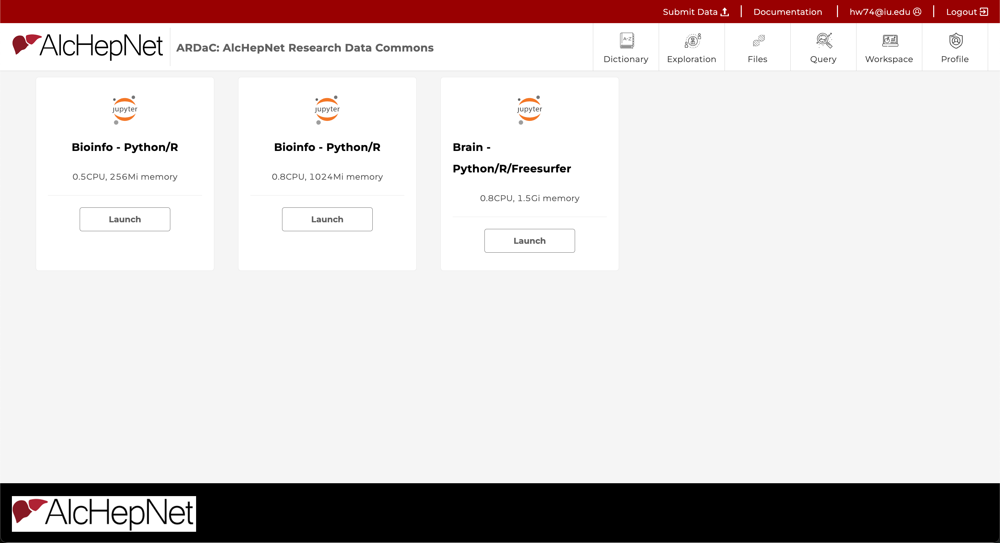 Submit Data
Documentation
hw74@iu.edu
Logout
AlcHepNet
ARDaC: AlcHepNet Research Data Commons
A-Z
Dictionary
Exploration
Files
Query
Workspace
Profile
jupyter
Bioinfo - Python/R
0.5CPU, 256Mi memory
Launch
jupyter
Bioinfo - Python/R
0.8CPU, 1024Mi memory
Launch
jupyter
Brain -
Python/R/Freesurfer
0.8CPU, 1.5Gi memory
Launch
AlcHepNet